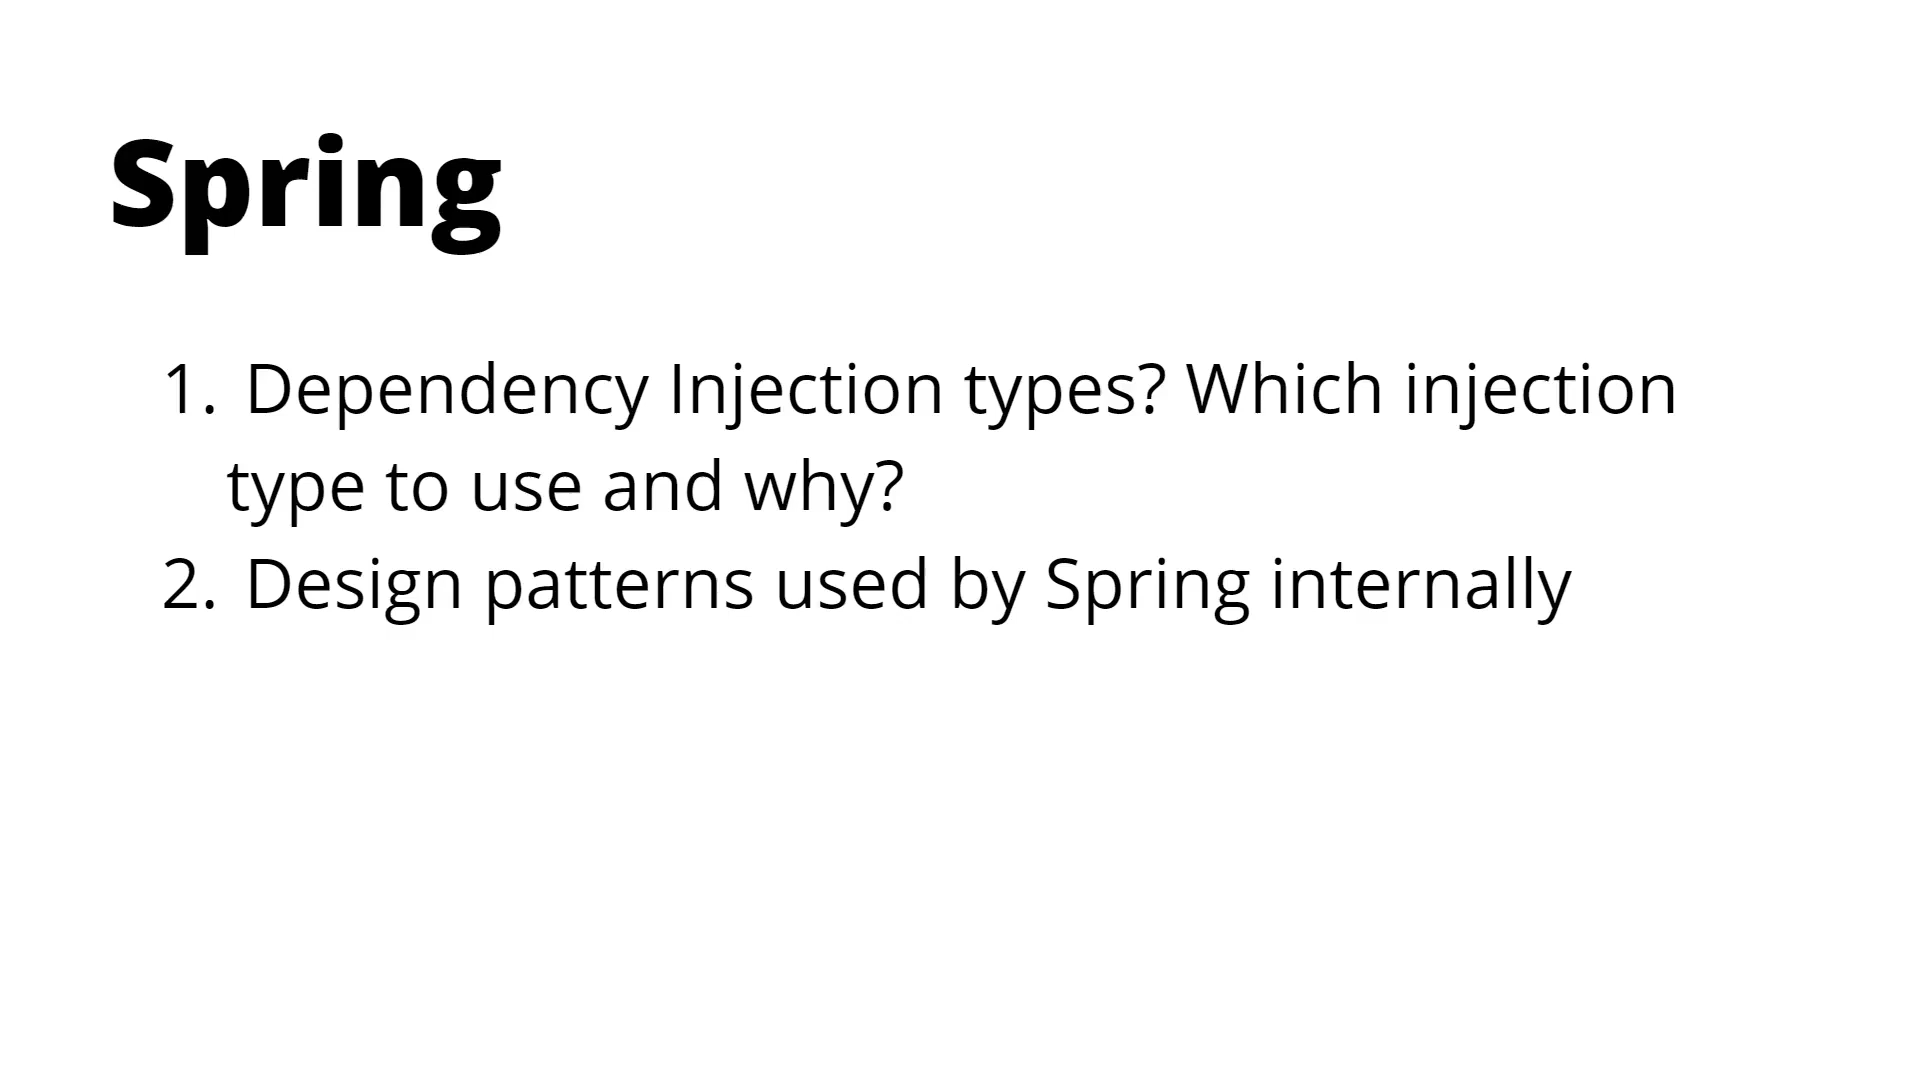 Spring
1. Dependency Injection types? Which injection
type to use and why?
2. Design patterns used by Spring internally